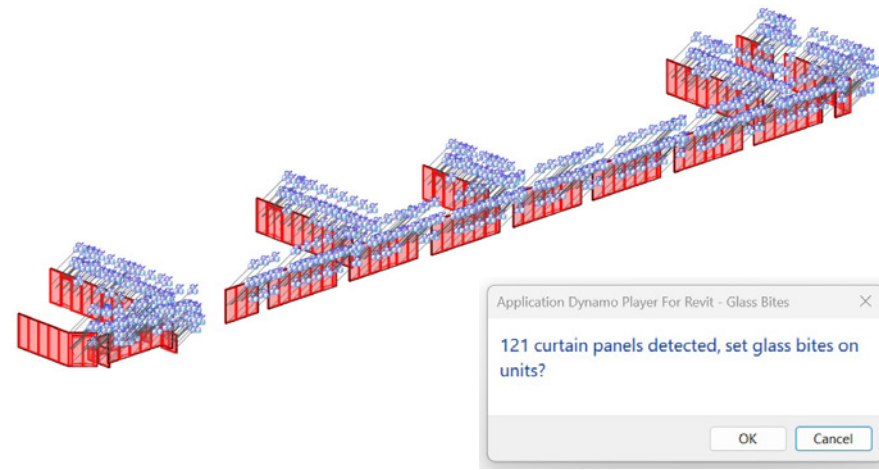 Application Dynamo Player For Revit - Glass Bites
121 curtain panels detected, set glass bites on
units?
OK
Cancel